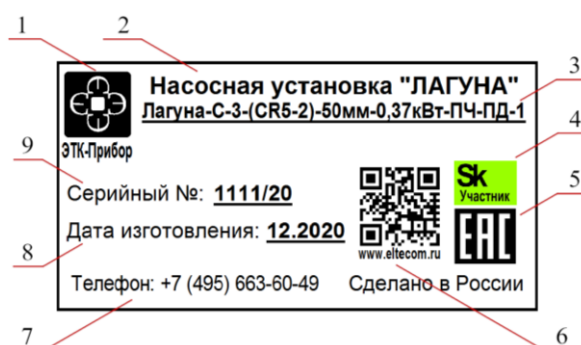 1
2
Насосная установка "ЛАГУНА"
3
Лагуна-С-3-(CR5-2)-50мм-0,37кВт-ПЧ-ПД-1
4
ЭТК-Прибор
9
Sk
Участник
5
Серийный №: 1111/20
EAC
Дата изготовления: 12.2020
8
www.eltecom.ru
Телефон: +7 (495) 663-60-49
Сделано в России
7
6